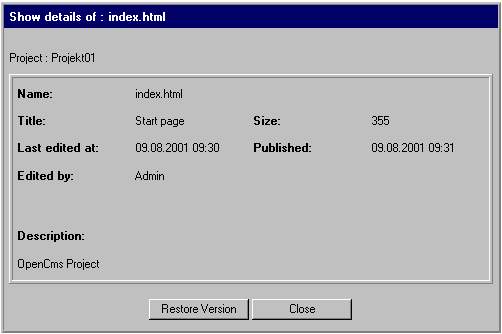 Show details of : index.html
Project : Projekt01
Name: index.html
Title: Start page Size: 355
Last edited at: 09.08.2001 09:30 Published: 09.08.2001 09:31
Edited by: Admin
Description:
OpenCms Project
Restore Version Close